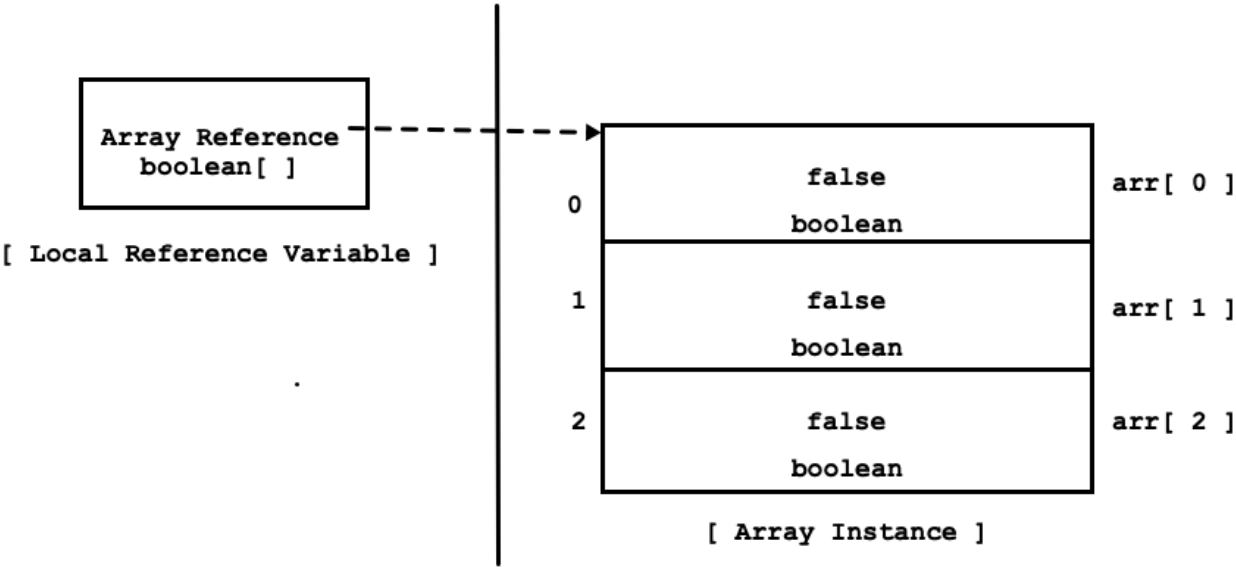 Array Reference
boolean[ ]
[ Local Reference Variable ]
0
false
boolean
arr[ 0 ]
1
false
boolean
arr[ 1 ]
2
false
boolean
arr[ 2 ]
[ Array Instance ]